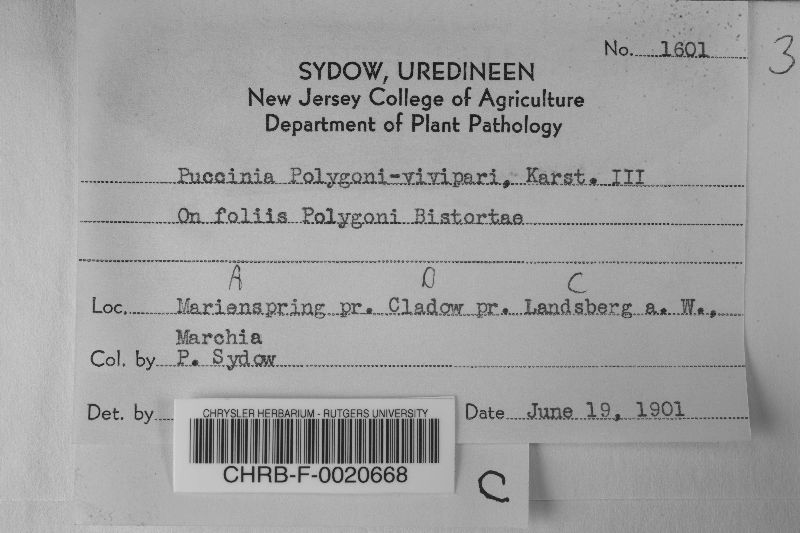 No. 1601
3
SYDOW, UREDINEEN
New Jersey College of Agriculture
Department of Plant Pathology
Puccinia Polygoni-vivipari, Karst. III
On foliis Polygoni Bistortae
A D C
Loc. Marienspring pr. Cladow pr. Landsberg a. W.,
Marchia
Col. by P. Sydow
Det. by Date June 19, 1901
CHRYSLER HERBARIUM - RUTGERS UNIVERSITY
CHRB-F-0020668
C